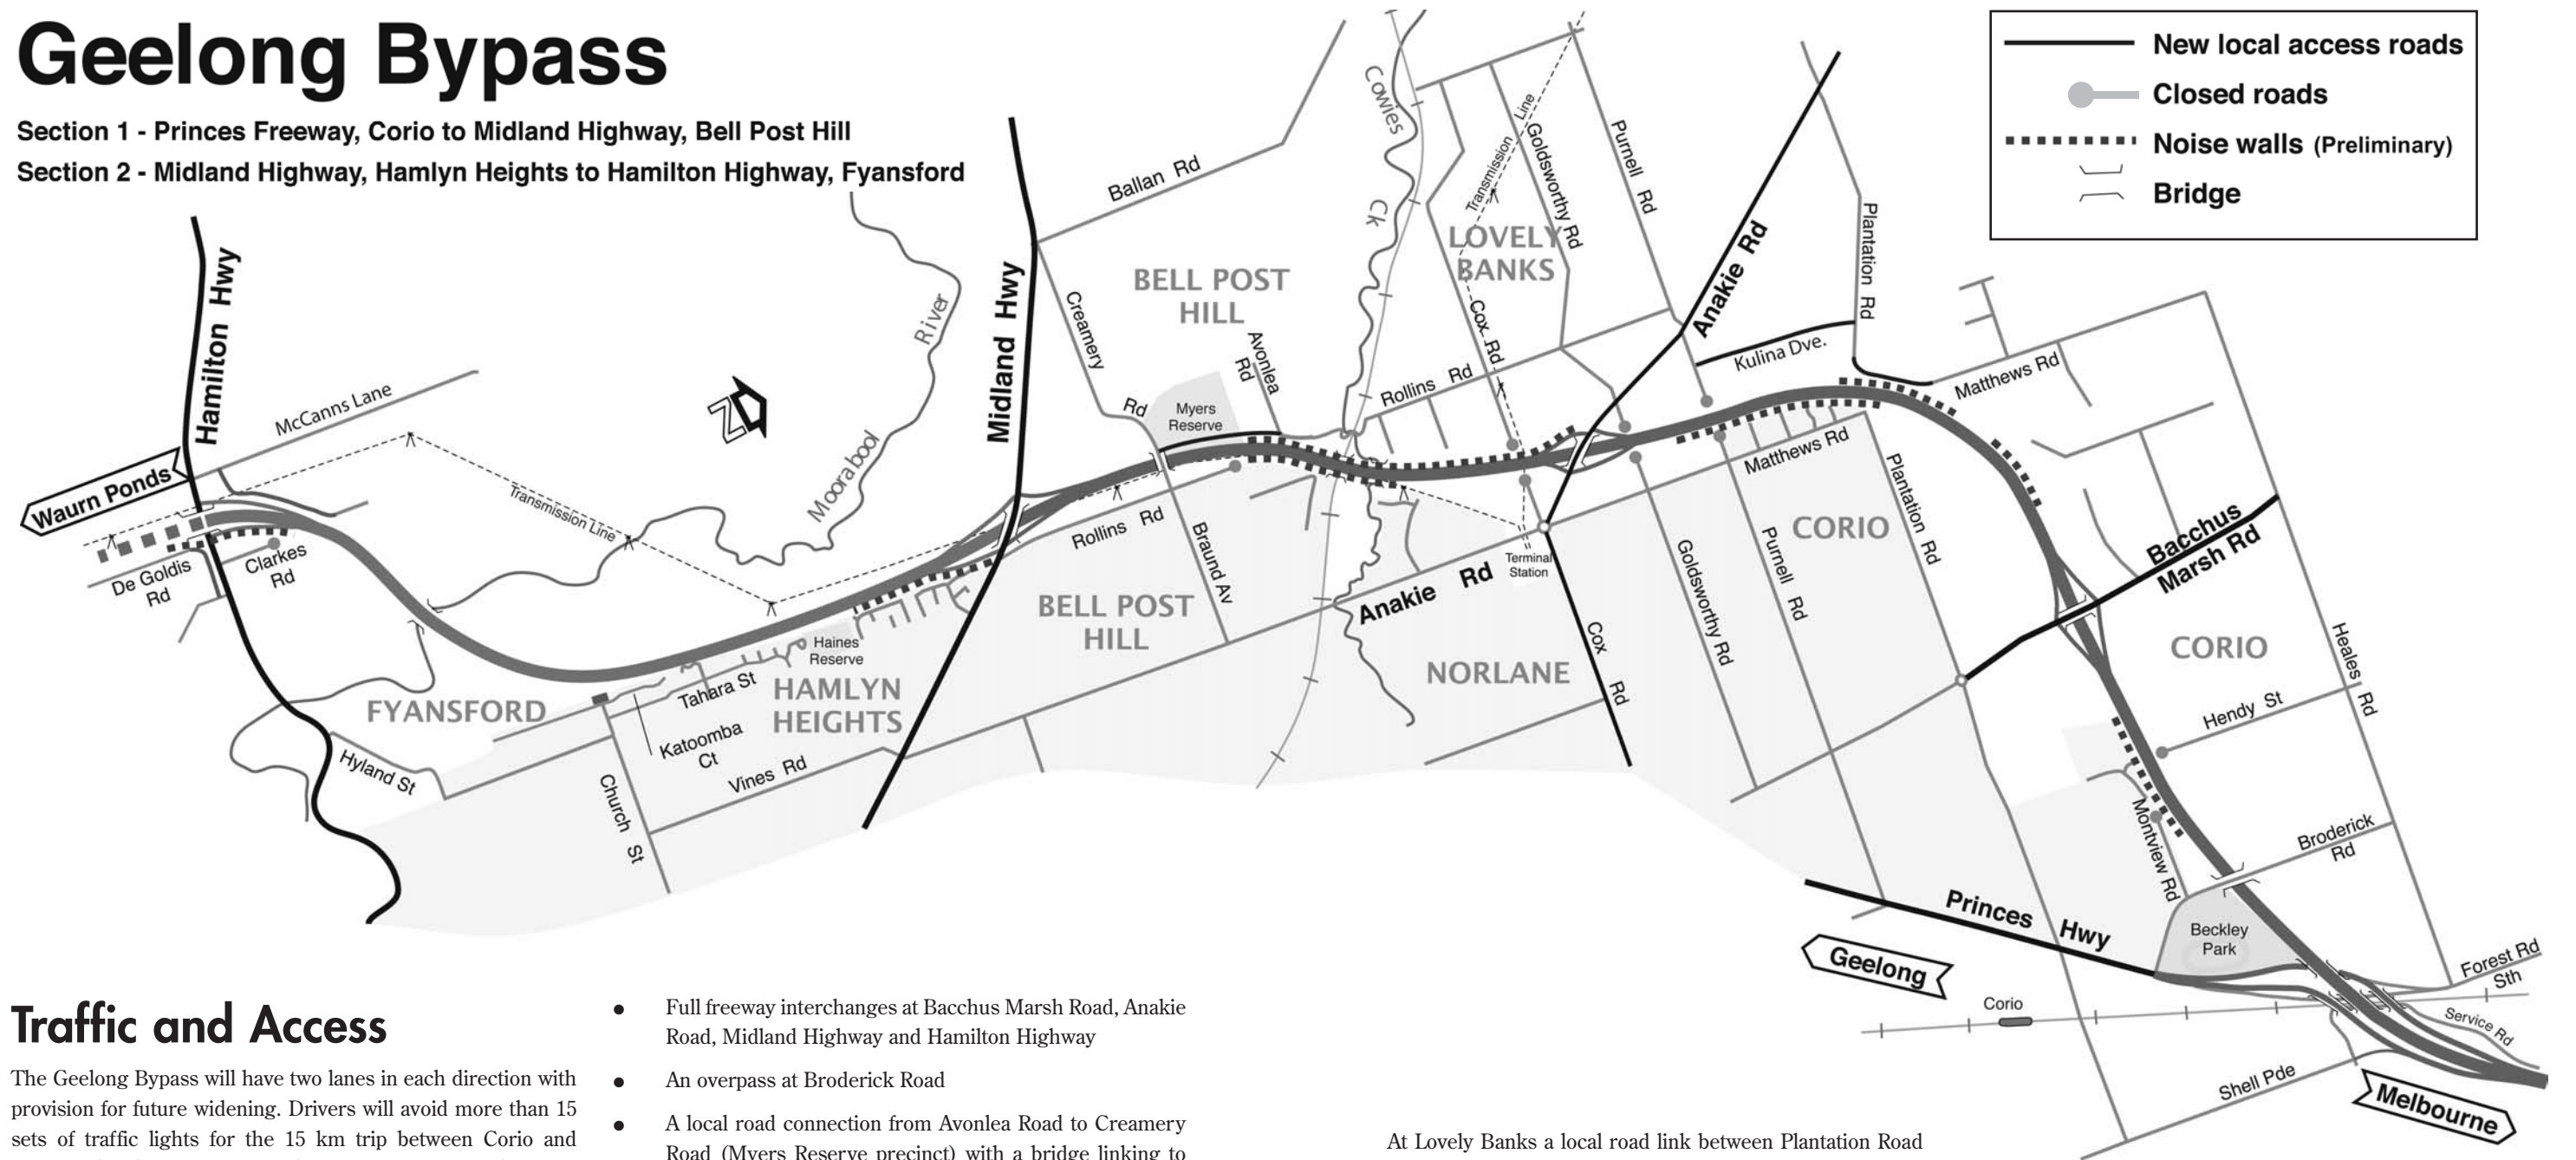 Geelong Bypass
Section 1 - Princes Freeway, Corio to Midland Highway, Bell Post Hill
Section 2 - Midland Highway, Hamlyn Heights to Hamilton Highway, Fyansford
New local access roads
Closed roads
Noise walls (Preliminary)
Bridge
Hamilton Hwy
McCanns Lane
Waurn Ponds
De Goldis
Rd
Clarkes
Rd
Transmission Line
N
Moorabool
River
Midland Hwy
Ballan Rd
Creamery
Rd
BELL POST
HILL
Avonlea
Rd
Myers
Reserve
Cowies
Ck
Transmission Line
Goldsworthy Rd
Purnell Rd
LOVELY
BANKS
Cox Rd
Rollins Rd
Anakie Rd
Kulina Dve.
Plantation Rd
Matthews Rd
Matthews Rd
Plantation Rd
CORIO
Purnell Rd
Goldsworthy Rd
Bacchus
Marsh Rd
CORIO
Heales Rd
Hendy St
Broderick
Rd
Montview Rd
Beckley
Park
Princes Hwy
Geelong
Corio
Forest Rd
Sth
Service Rd
Shell Pde
Melbourne
Rollins Rd
Braund Av
BELL POST
HILL
Anakie Rd
Terminal
Station
Cox Rd
NORLANE
FYANSFORD
Hyland St
Haines
Reserve
Tahara St
HAMLYN
HEIGHTS
Katoomba
Ct
Vines Rd
Church St
Traffic and Access
The Geelong Bypass will have two lanes in each direction with
provision for future widening. Drivers will avoid more than 15
sets of traffic lights for the 15 km trip between Corio and
• Full freeway interchanges at Bacchus Marsh Road, Anakie
Road, Midland Highway and Hamilton Highway
• An overpass at Broderick Road
• A local road connection from Avonlea Road to Creamery
Road (Myers Reserve precinct) with a bridge linking to
At Lovely Banks a local road link between Plantation Road